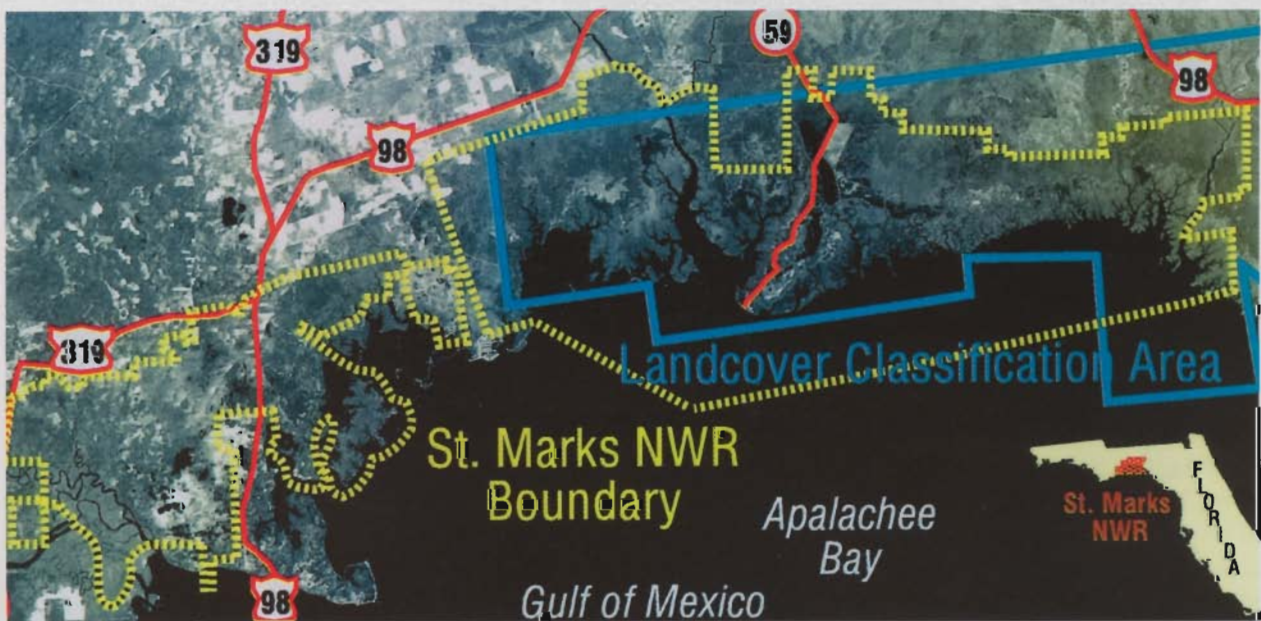 319
59
98
98
319
Landcover Classification Area
St. Marks NWR
Boundary
Apalachee
Bay
Gulf of Mexico
98
St. Marks
NWR
FLORIDA